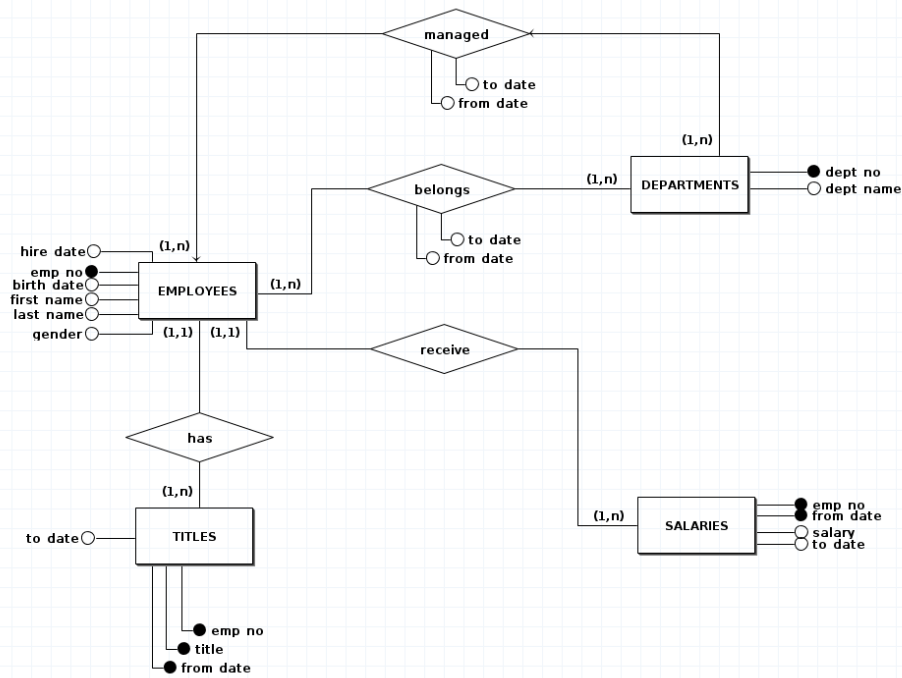 managed
to date
from date
(1,n)
DEPARTMENTS
dept no
dept name
(1,n)
belongs
to date
from date
hire date
emp no
birth date
first name
last name
gender
(1,n)
EMPLOYEES
(1,n)
(1,1)
(1,1)
receive
has
(1,n)
TITLES
to date
emp no
title
from date
(1,n)
SALARIES
emp no
from date
salary
to date